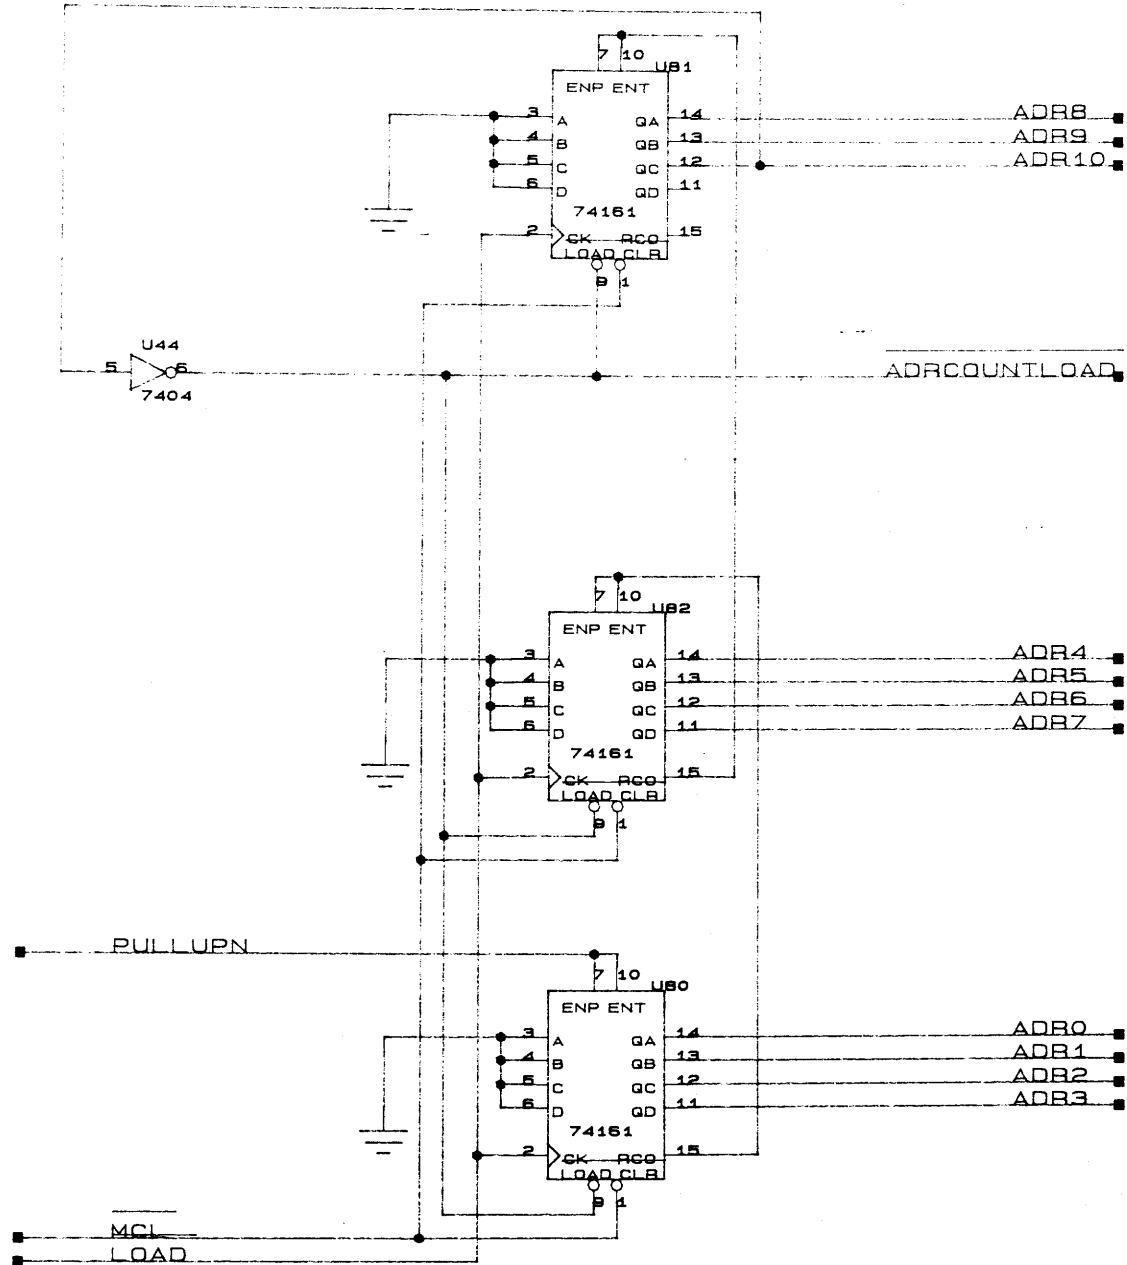 7 10
U81
ENP ENT
3 A QA 14 ADR8
4 B QB 13 ADR9
5 C QC 12 ADR10
6 D QD 11
74161
2 CK RCO 15
LOAD CLR
9 1
U44
5 6
7404
ADRCOUNTLOAD
7 10
U82
ENP ENT
3 A QA 14 ADR4
4 B QB 13 ADR5
5 C QC 12 ADR6
6 D QD 11 ADR7
74161
2 CK RCO 15
LOAD CLR
9 1
PULLUPN
7 10
U80
ENP ENT
3 A QA 14 ADR0
4 B QB 13 ADR1
5 C QC 12 ADR2
6 D QD 11 ADR3
74161
2 CK RCO 15
LOAD CLR
9 1
MCL
LOAD